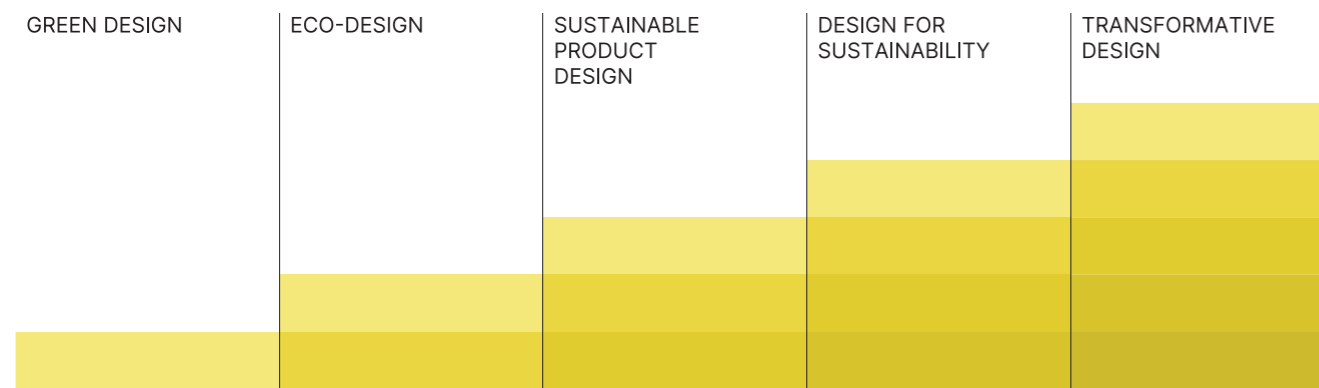 GREEN DESIGN
ECO-DESIGN
SUSTAINABLE
PRODUCT
DESIGN
DESIGN FOR
SUSTAINABILITY
TRANSFORMATIVE
DESIGN